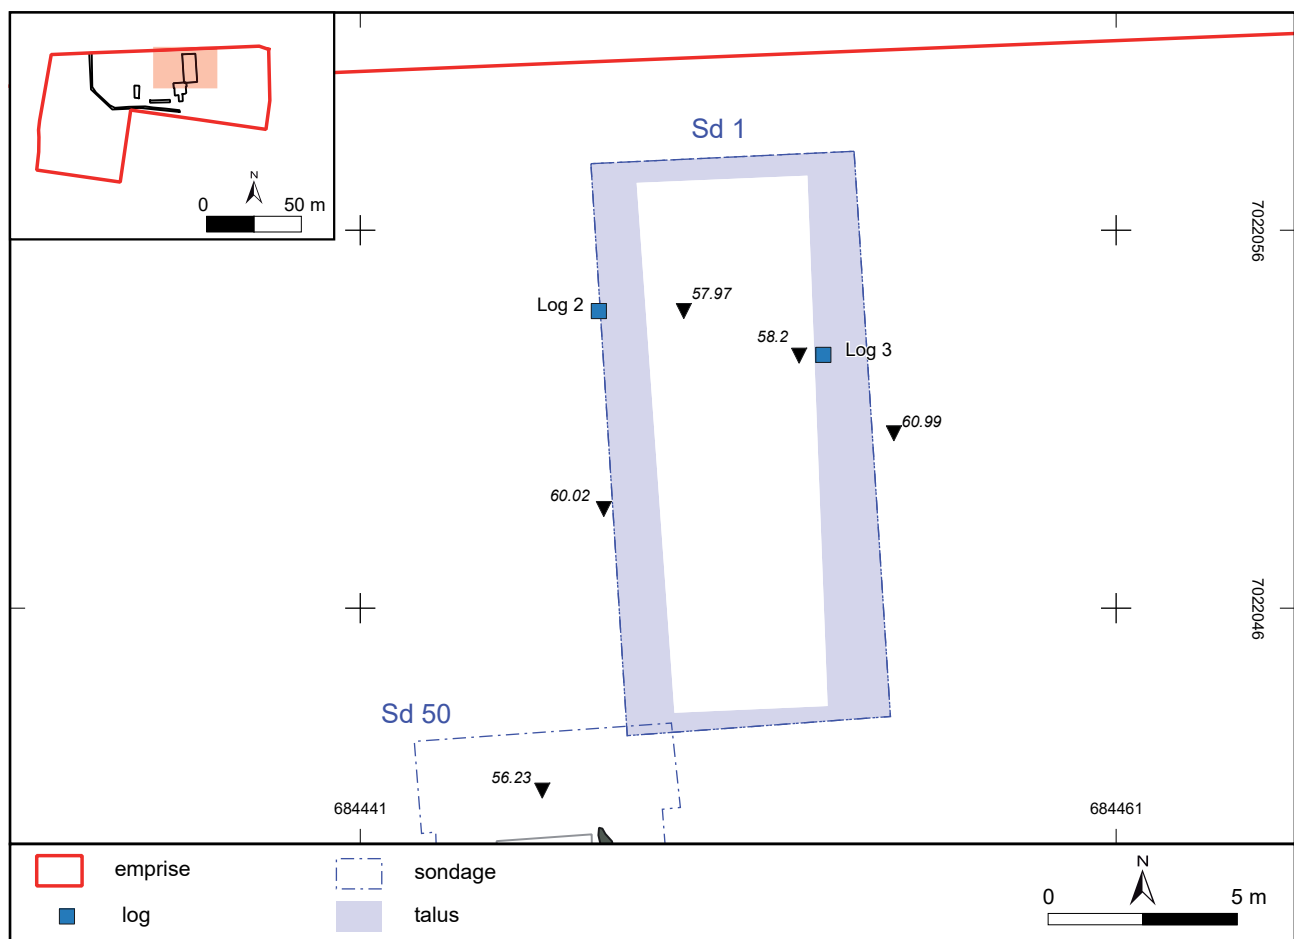 N
0 50 m
Sd 1
7022056
Log 2
57.97
58.2
Log 3
60.99
60.02
7022046
Sd 50
56.23
684441
684461
emprise
sondage
log
talus
N
0 5 m